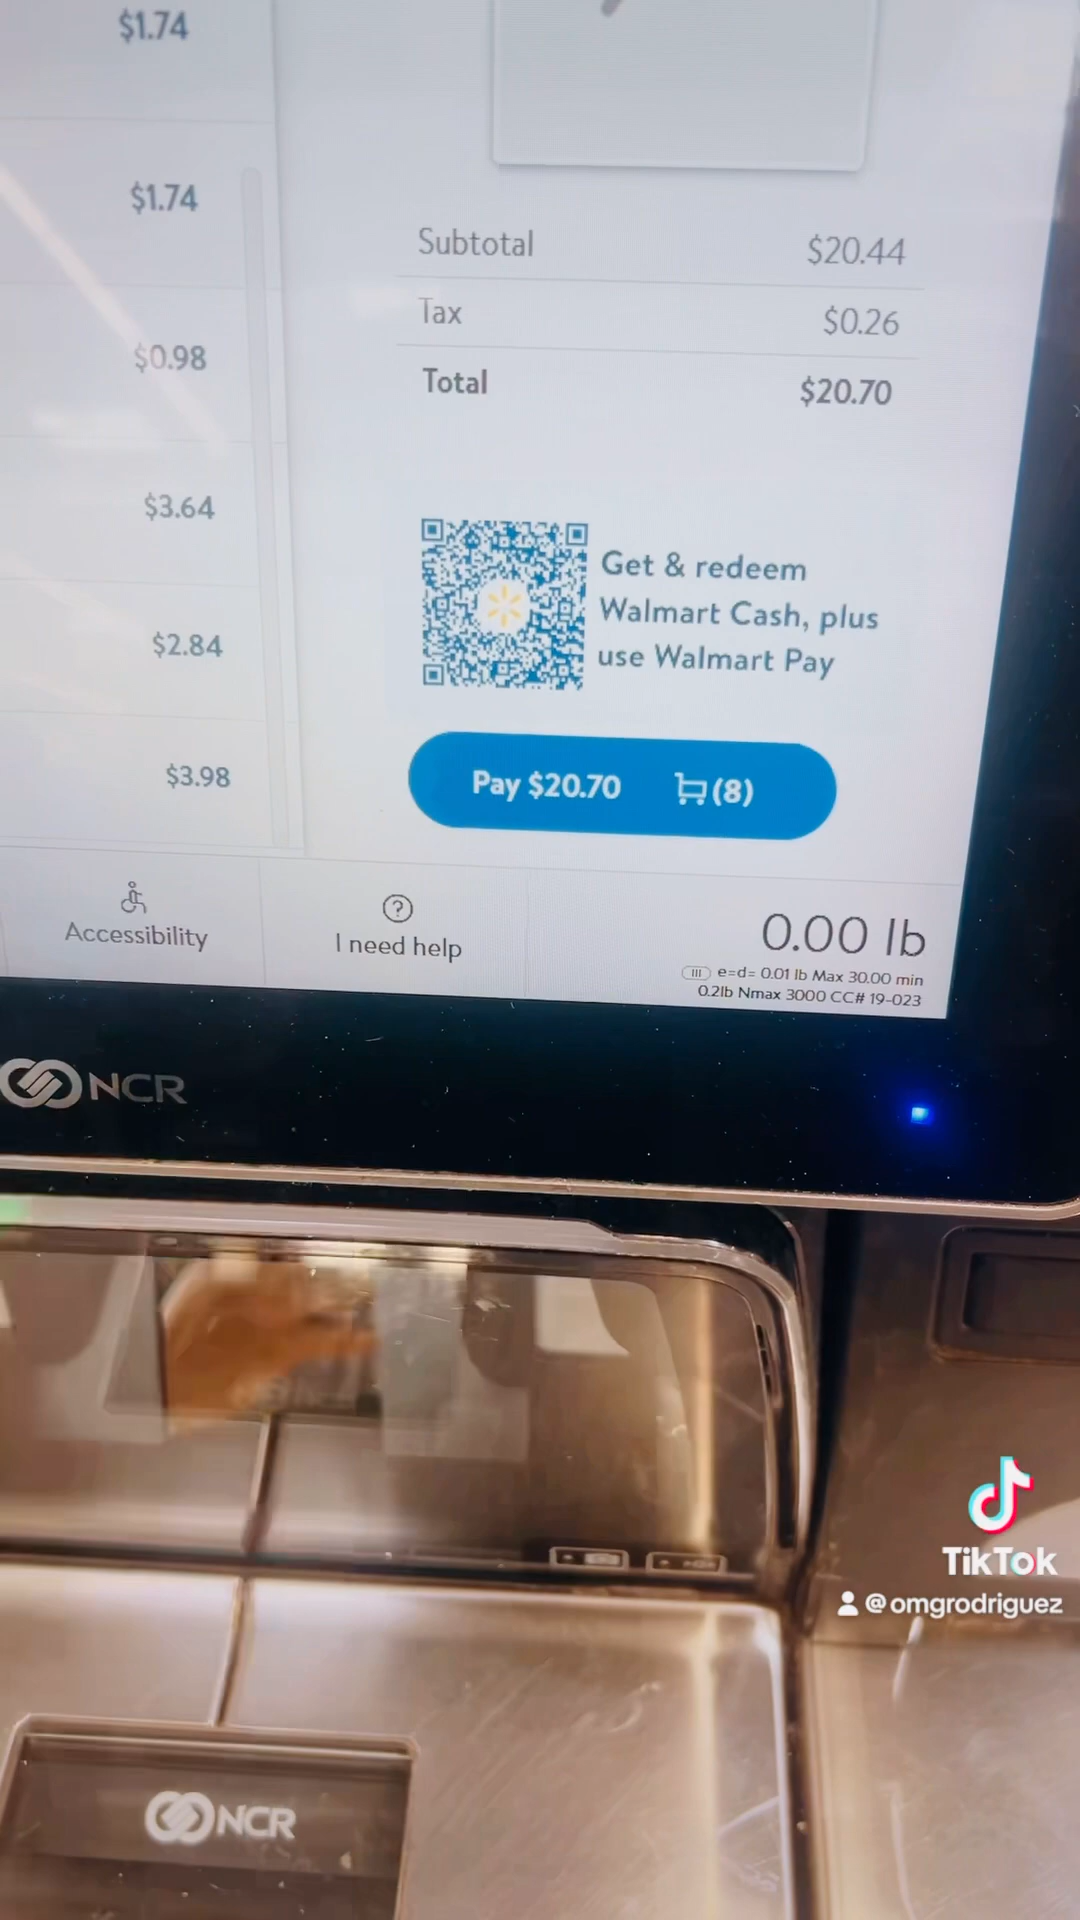 $1.74
$1.74
$0.98
$3.64
$2.84
$3.98
Subtotal $20.44
Tax $0.26
Total $20.70
Get & redeem
Walmart Cash, plus
use Walmart Pay
Pay $20.70 (8)
Accessibility
I need help
0.00 lb
III e=d= 0.01 lb Max 30.00 min
0.2lb Nmax 3000 CC# 19-023
NCR
TikTok
@omgrodriguez
NCR